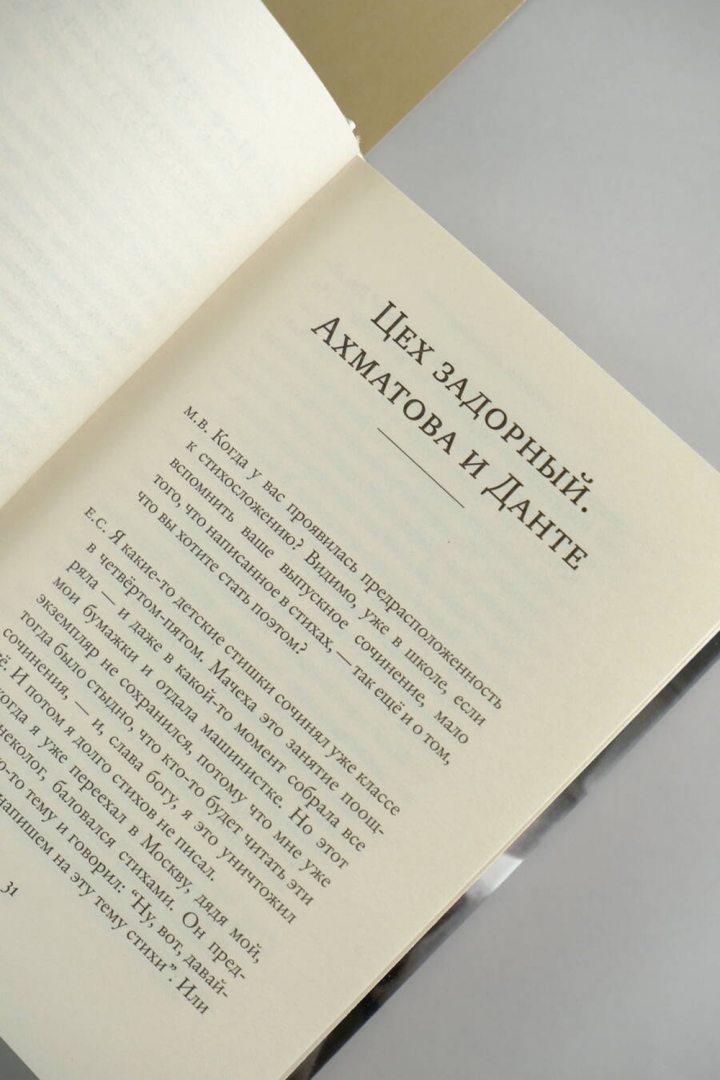 Цех задорный.
Ахматова и Данте
М.В. Когда у вас проявилась предрасположенность
к стихосложению? Видимо, уже в школе, если
вспомнить ваше выпускное сочинение, мало
того, что написанное в стихах, — так ещё и о том,
что вы хотите стать поэтом?
Е.С. Я какие-то детские стишки сочинял уже классе
в четвёртом-пятом. Мачеха это занятие поощ-
ряла — и даже в какой-то момент собрала все
мои бумажки и отдала машинистке. Но этот
экземпляр не сохранился, потому что мне уже
тогда было стыдно, что кто-то будет читать эти
сочинения, — и, слава богу, я это уничтожил
И потом я долго стихов не писал.
когда я уже переехал в Москву, дядя мой,
баловался стихами. Он пред-
тему и говорил: “Ну, вот, давай-
напишем на эту тему стихи”. Или
31